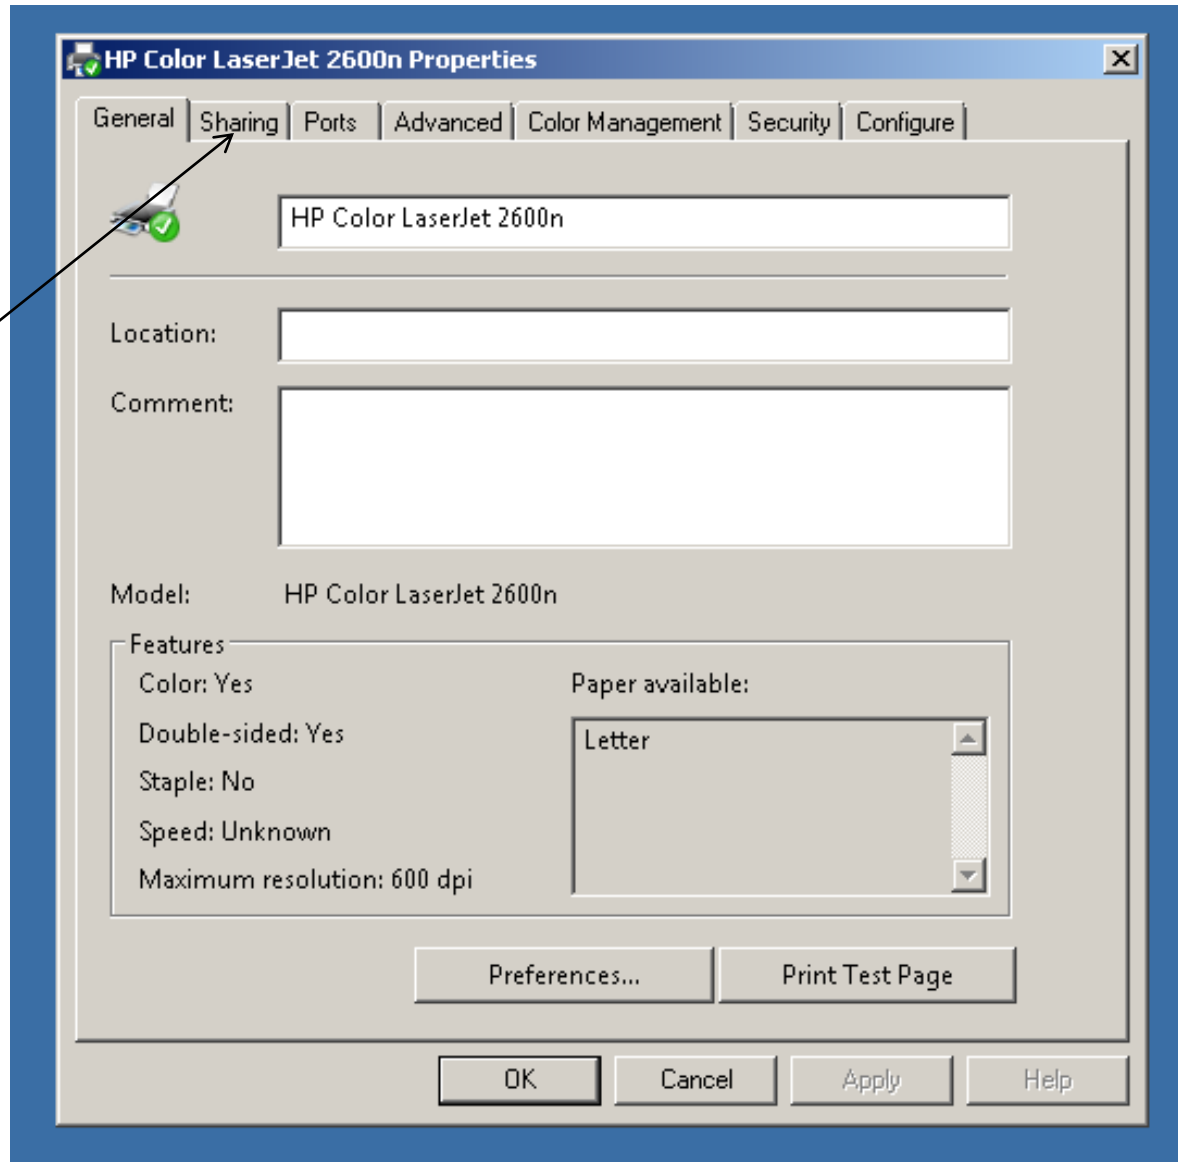 HP Color LaserJet 2600n Properties
General Sharing Ports Advanced Color Management Security Configure
HP Color LaserJet 2600n
Location:
Comment:
Model: HP Color LaserJet 2600n
Features
Color: Yes Paper available:
Double-sided: Yes Letter
Staple: No
Speed: Unknown
Maximum resolution: 600 dpi
Preferences... Print Test Page
OK Cancel Apply Help